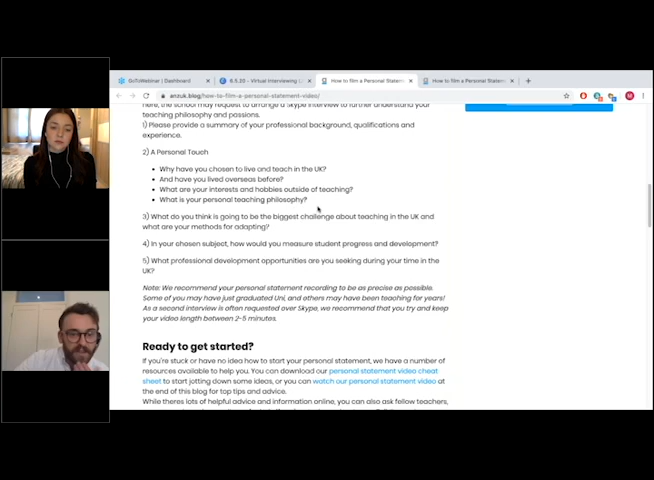 GoToWebinar | Dashboard
6.5.20 - Virtual Interviewing (
How to film a Personal Statem
How to film a Personal Statem
anzuk.blog/how-to-film-a-personal-statement-video/
here, the school may request to arrange a Skype interview to further understand your
teaching philosophy and passions.
1) Please provide a summary of your professional background, qualifications and
experience.
2) A Personal Touch
• Why have you chosen to live and teach in the UK?
• And have you lived overseas before?
• What are your interests and hobbies outside of teaching?
• What is your personal teaching philosophy?
3) What do you think is going to be the biggest challenge about teaching in the UK and
what are your methods for adapting?
4) In your chosen subject, how would you measure student progress and development?
5) What professional development opportunities are you seeking during your time in the
UK?
Note: We recommend your personal statement recording to be as precise as possible.
Some of you may have just graduated Uni, and others may have been teaching for years!
As a second interview is often requested over Skype, we recommend that you try and keep
your video length between 2-5 minutes.
Ready to get started?
If you're stuck or have no idea how to start your personal statement, we have a number of
resources available to help you. You can download our personal statement video cheat
sheet to start jotting down some ideas, or you can watch our personal statement video at
the end of this blog for top tips and advice.
While theres lots of helpful advice and information online, you can also ask fellow teachers,